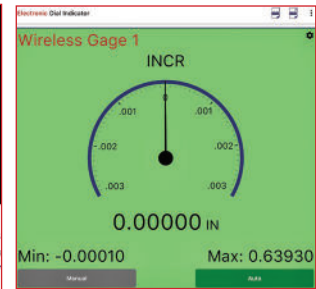 Electronic Dial Indicator
Wireless Gage 1
INCR
0
.001 .001
.002 .002
.003 .003
0.00000 IN
Min: -0.00010 Max: 0.63930
Manual Auto